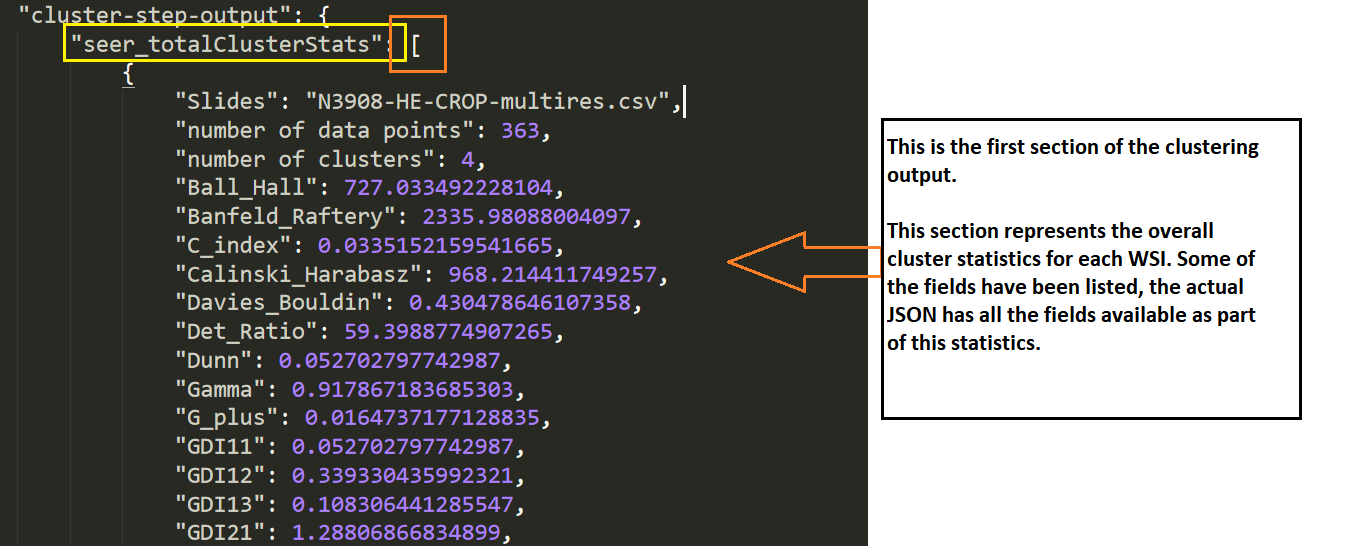 "cluster-step-output": {
"seer_totalClusterStats": [
{
"Slides": "N3908-HE-CROP-multires.csv",
"number of data points": 363,
"number of clusters": 4,
"Ball_Hall": 727.033492228104,
"Banfeld_Raftery": 2335.98088004097,
"C_index": 0.0335152159541665,
"Calinski_Harabasz": 968.214411749257,
"Davies_Bouldin": 0.430478646107358,
"Det_Ratio": 59.3988774907265,
"Dunn": 0.052702797742987,
"Gamma": 0.917867183685303,
"G_plus": 0.0164737177128835,
"GDI11": 0.052702797742987,
"GDI12": 0.339330435992321,
"GDI13": 0.108306441285547,
"GDI21": 1.28806866834899,
This is the first section of the clustering
output.
This section represents the overall
cluster statistics for each WSI. Some of
the fields have been listed, the actual
JSON has all the fields available as part
of this statistics.